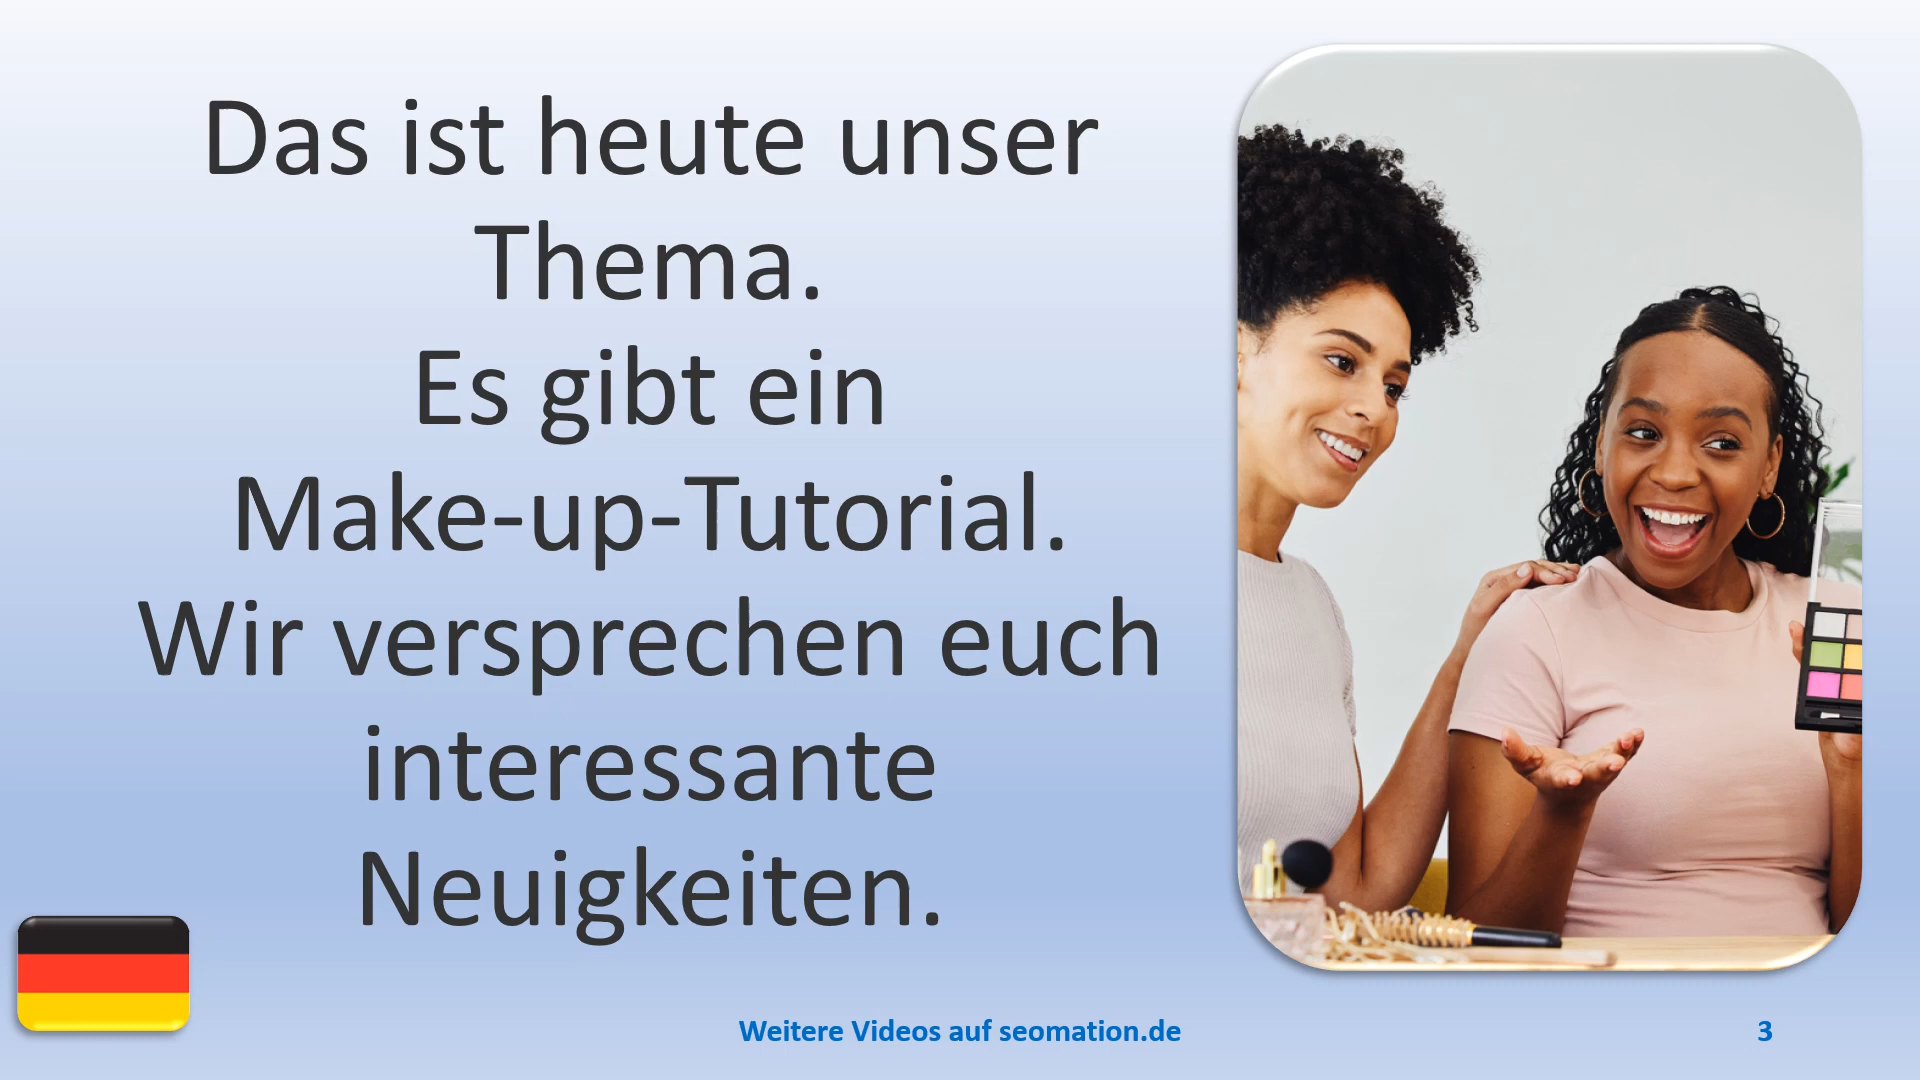 Das ist heute unser
Thema.
Es gibt ein
Make-up-Tutorial.
Wir versprechen euch
interessante
Neuigkeiten.
Weitere Videos auf seomation.de
3